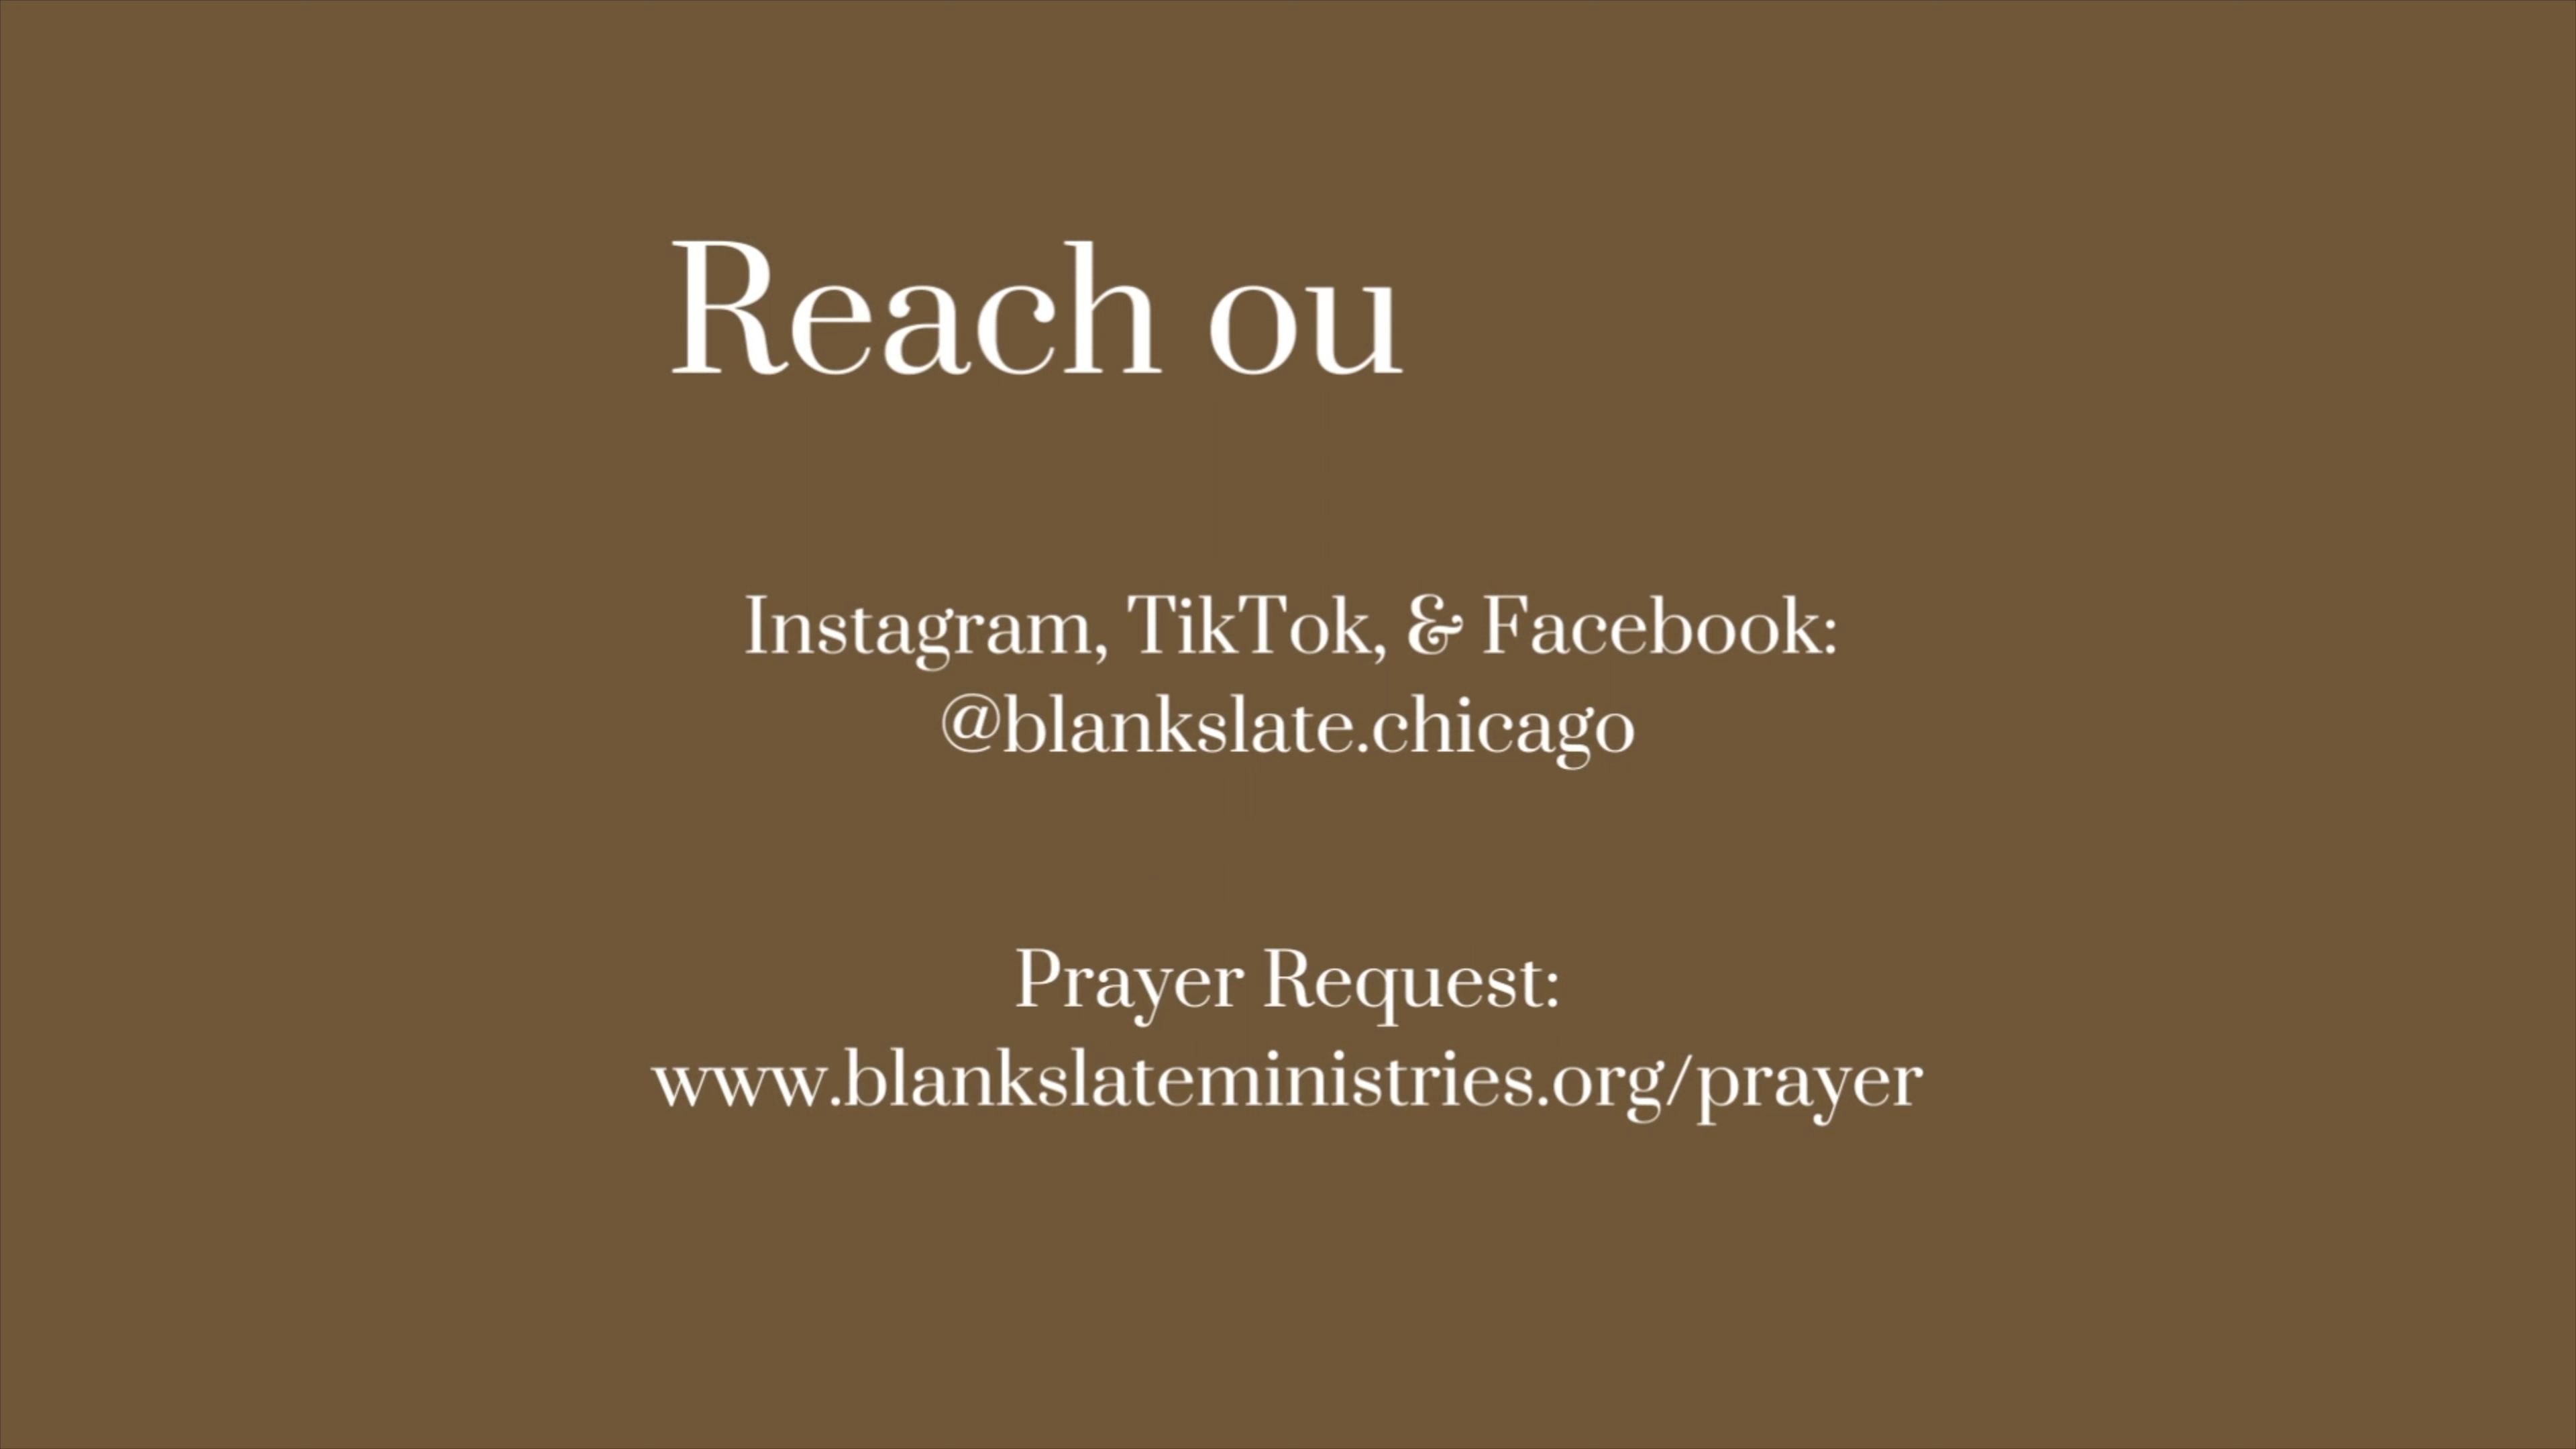 Reach ou
Instagram, TikTok, & Facebook:
@blankslate.chicago
Prayer Request:
www.blankslateministries.org/prayer